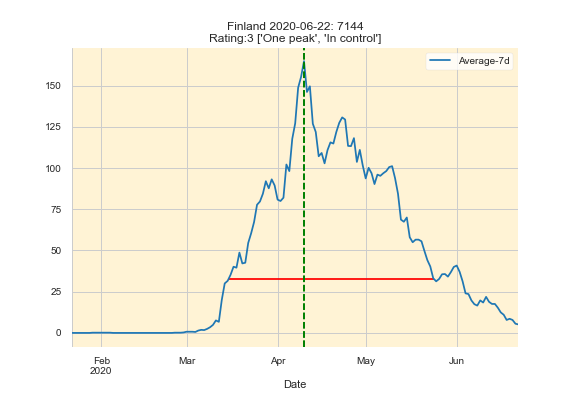 Finland 2020-06-22: 7144
Rating:3 ['One peak', 'In control']
Average-7d
150
125
100
75
50
25
0
Feb
2020
Mar
Apr
May
Jun
Date